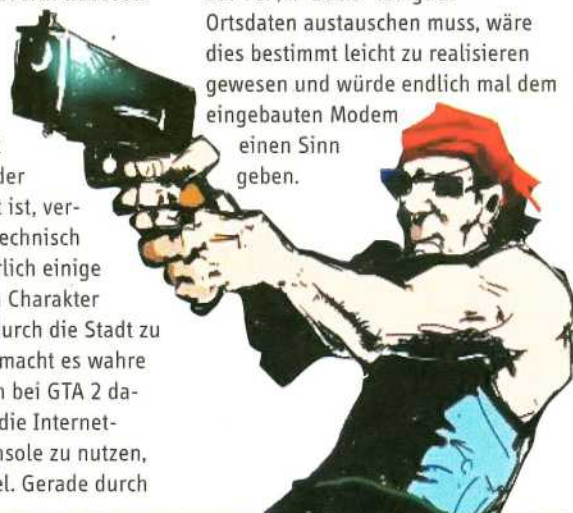 der
t ist, ver-
echnisch
rlich einige
Charakter
urch die Stadt zu
macht es wahre
n bei GTA 2 da-
die Internet-
nsole zu nutzen,
el. Gerade durch
Ortsdaten austauschen muss, wäre
dies bestimmt leicht zu realisieren
gewesen und würde endlich mal dem
eingebauten Modem
einen Sinn
geben.